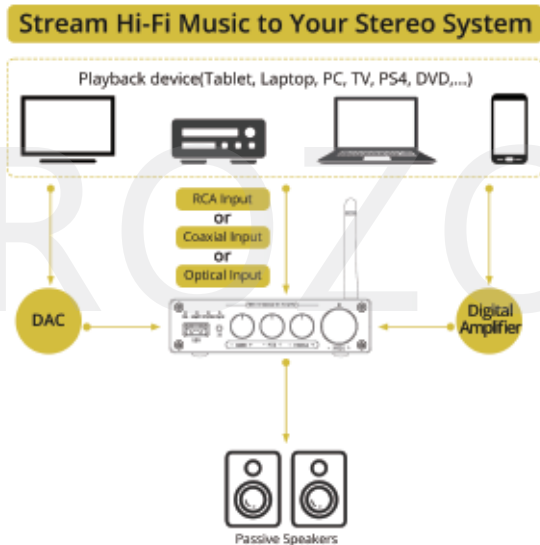 Stream Hi-Fi Music to Your Stereo System
Playback device(Tablet, Laptop, PC, TV, PS4, DVD,...)
RCA Input
or
Coaxial Input
or
Optical Input
DAC
Digital
Amplifier
Passive Speakers
ROZO